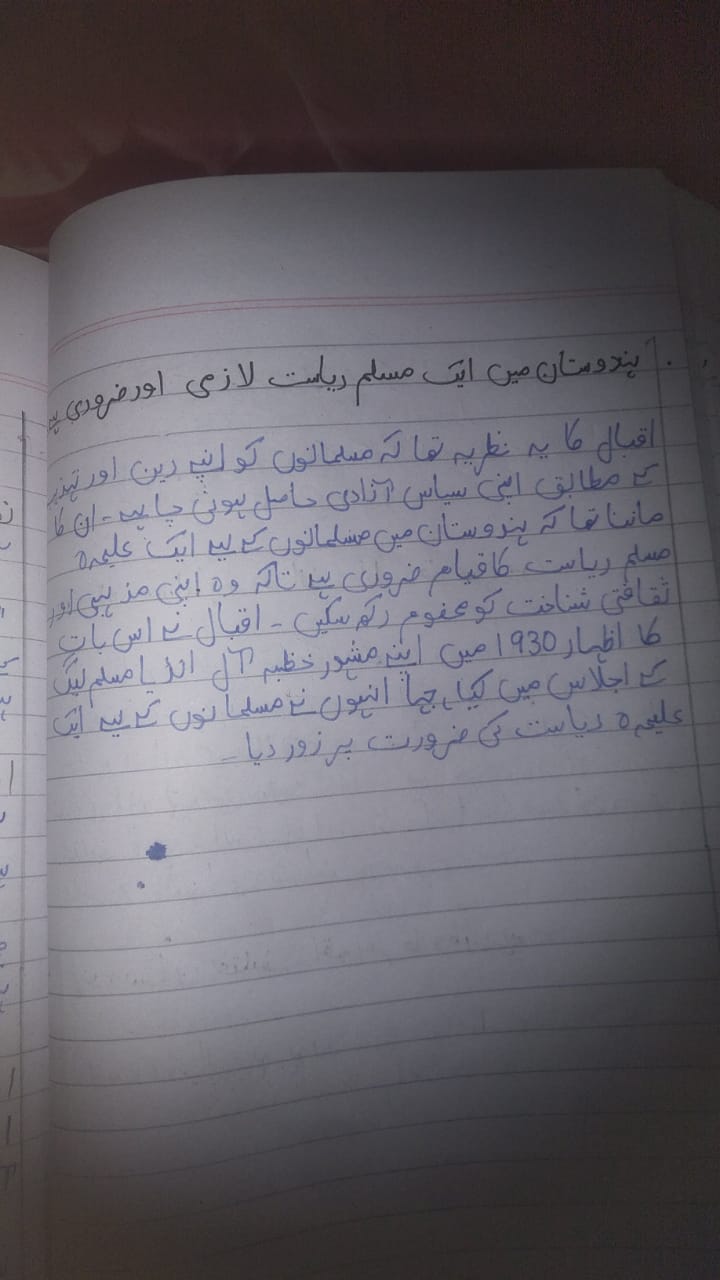 ہندوستان میں ایک مسلم ریاست لازمی اور ضروری ہے
اقبال کا یہ نظریہ تھا کہ مسلمانوں کو اپنے دین اور تہذیب
کے مطابق اپنی سیاسی آزادی حاصل ہونی چاہیے۔ ان کا
ماننا تھا کہ ہندوستان میں مسلمانوں کے لیے ایک علیحدہ
مسلم ریاست کا قیام ضروری ہے تاکہ وہ اپنی مذہبی اور
ثقافتی شناخت کو محفوم رکھ سکیں۔ اقبال نے اس بات
کا اظہار 1930 میں اپنے مشہور خطبہ آل انڈیا مسلم لیگ
کے اجلاس میں کیا، جہاں انہوں نے مسلمانوں کے لیے ایک
علیحدہ ریاست کی ضرورت پر زور دیا۔